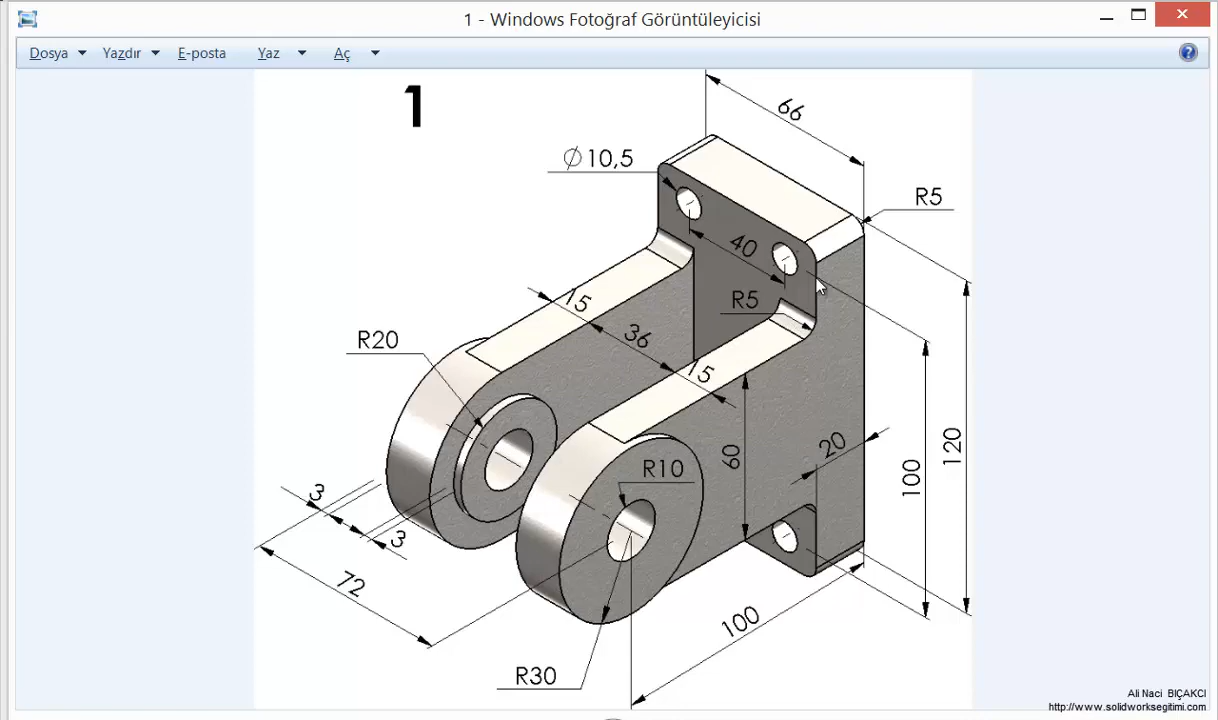 1 - Windows Fotoğraf Görüntüleyicisi
Dosya Yazdır E-posta Yaz Aç
1
66
∅10,5
R5
40
15
R5
36
R20
15
60
20
120
100
R10
3
3
72
100
R30
Ali Naci BIÇAKCI
http://www.solidworksegitimi.com